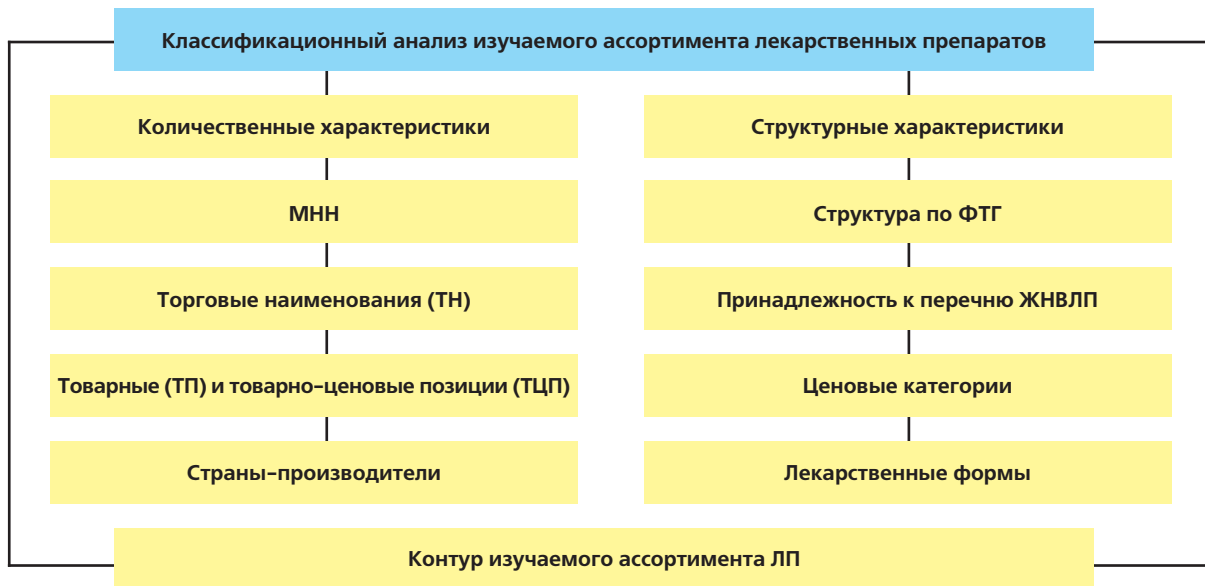 Классификационный анализ изучаемого ассортимента лекарственных препаратов
Количественные характеристики
Структурные характеристики
МНН
Структура по ФТГ
Торговые наименования (ТН)
Принадлежность к перечню ЖНВЛП
Товарные (ТП) и товарно-ценовые позиции (ТЦП)
Ценовые категории
Страны-производители
Лекарственные формы
Контур изучаемого ассортимента ЛП